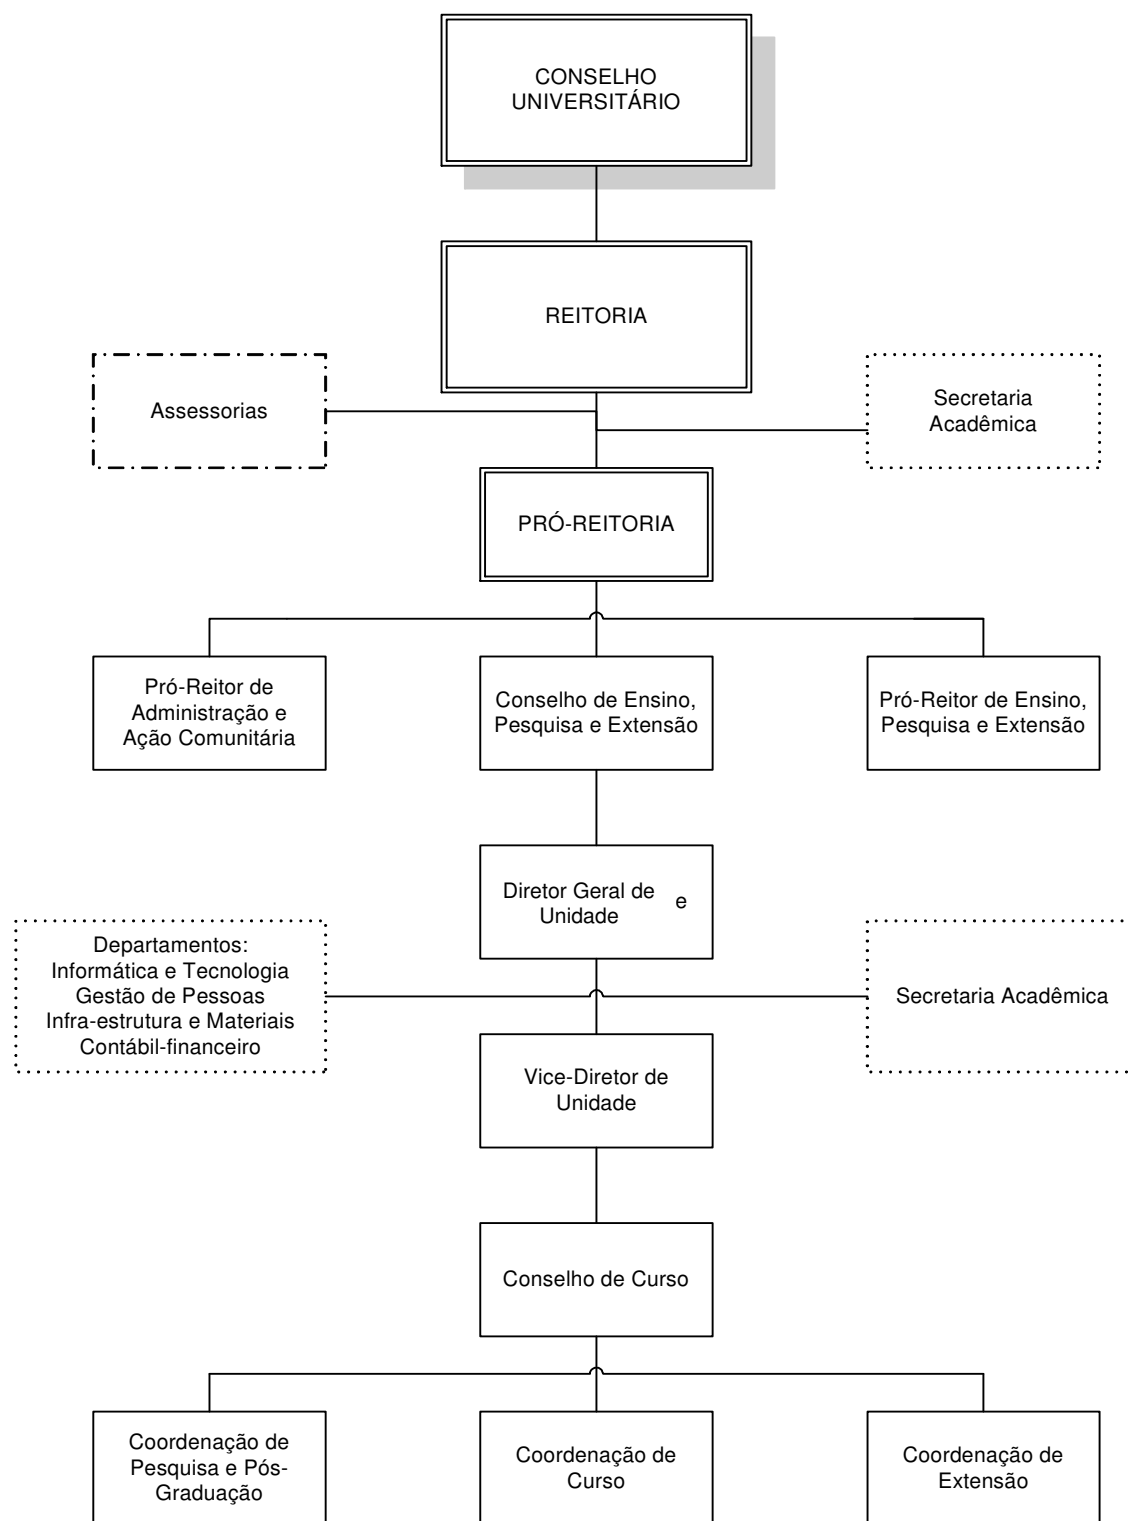 CONSELHO
UNIVERSITÁRIO
REITORIA
Assessorias
Secretaria
Acadêmica
PRÓ-REITORIA
Pró-Reitor de
Administração e
Ação Comunitária
Conselho de Ensino,
Pesquisa e Extensão
Pró-Reitor de Ensino,
Pesquisa e Extensão
Diretor Geral de
Unidade
e
Departamentos:
Informática e Tecnologia
Gestão de Pessoas
Infra-estrutura e Materiais
Contábil-financeiro
Secretaria Acadêmica
Vice-Diretor de
Unidade
Conselho de Curso
Coordenação de
Pesquisa e Pós-
Graduação
Coordenação de
Curso
Coordenação de
Extensão